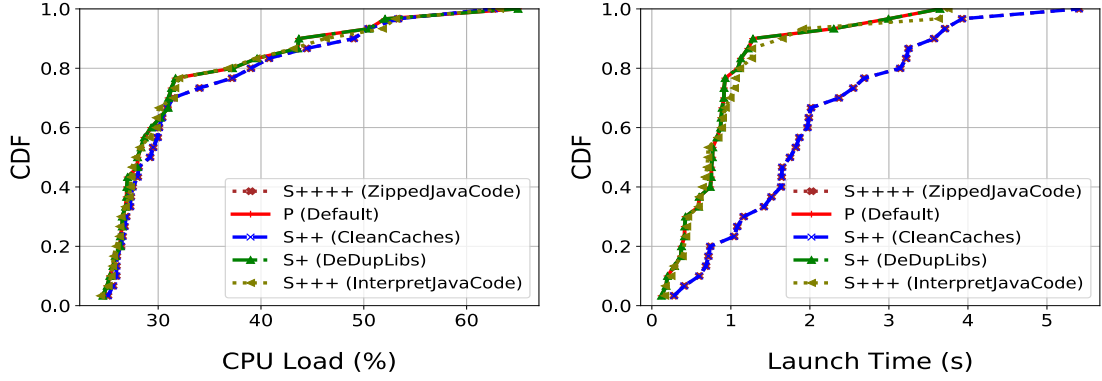 1.0
0.8
0.6
0.4
0.2
0.0
CDF
S++++ (ZippedJavaCode)
P (Default)
S++ (CleanCaches)
S+ (DeDupLibs)
S+++ (InterpretJavaCode)
30 40 50 60
CPU Load (%)
1.0
0.8
0.6
0.4
0.2
0.0
CDF
S++++ (ZippedJavaCode)
P (Default)
S++ (CleanCaches)
S+ (DeDupLibs)
S+++ (InterpretJavaCode)
0 1 2 3 4 5
Launch Time (s)